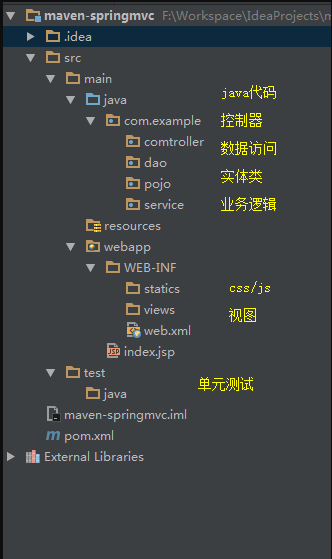 maven-springmvc F:\Workspace\IdeaProjects\m
.idea
src
main
java java代码
com.example 控制器
comtroller
dao 数据访问
pojo 实体类
service 业务逻辑
resources
webapp
WEB-INF
statics css/js
views 视图
web.xml
index.jsp
test 单元测试
java
maven-springmvc.iml
pom.xml
External Libraries